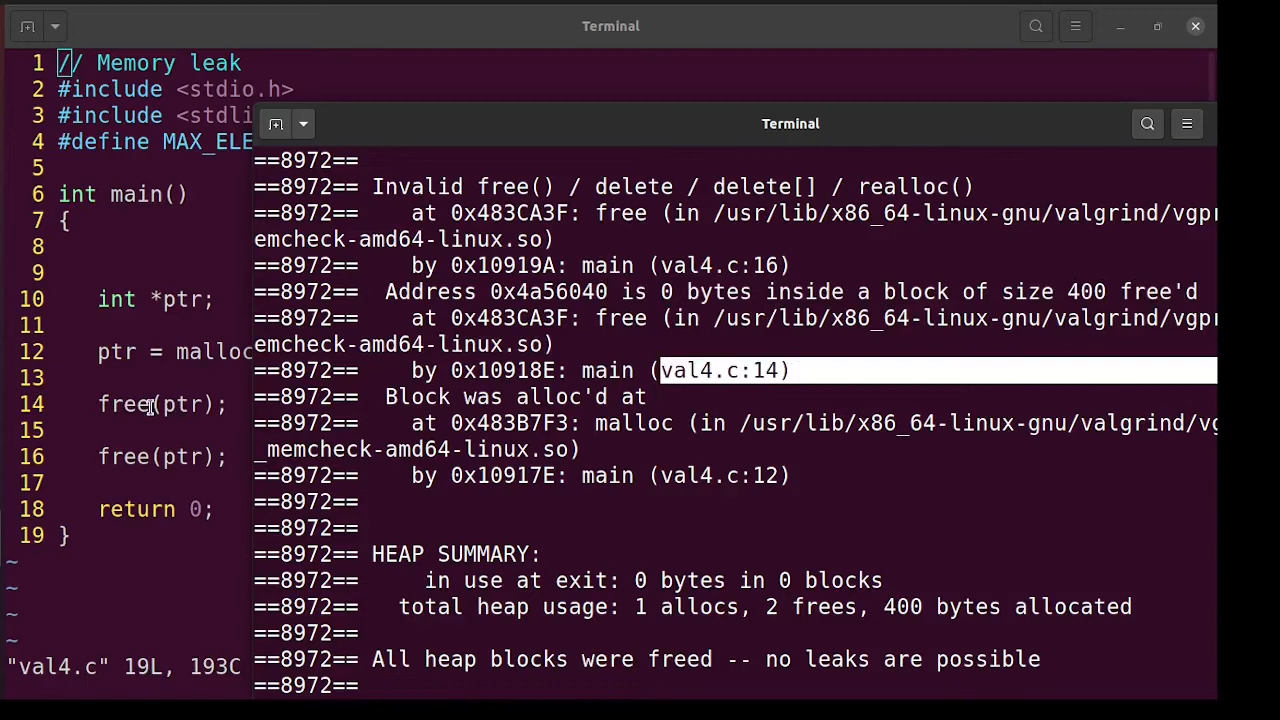 Terminal
1 // Memory leak
2 #include <stdio.h>
3 #include <stdli
4 #define MAX_ELE
5
6 int main()
7 {
8
9
10 int *ptr;
11
12 ptr = malloc
13
14 free(ptr);
15
16 free(ptr);
17
18 return 0;
19 }
~
~
~
~
"val4.c" 19L, 193C
Terminal
==8972==
==8972== Invalid free() / delete / delete[] / realloc()
==8972==    at 0x483CA3F: free (in /usr/lib/x86_64-linux-gnu/valgrind/vgpr
emcheck-amd64-linux.so)
==8972==    by 0x10919A: main (val4.c:16)
==8972==  Address 0x4a56040 is 0 bytes inside a block of size 400 free'd
==8972==    at 0x483CA3F: free (in /usr/lib/x86_64-linux-gnu/valgrind/vgpr
emcheck-amd64-linux.so)
==8972==    by 0x10918E: main (val4.c:14)
==8972==  Block was alloc'd at
==8972==    at 0x483B7F3: malloc (in /usr/lib/x86_64-linux-gnu/valgrind/vg
_memcheck-amd64-linux.so)
==8972==    by 0x10917E: main (val4.c:12)
==8972==
==8972==
==8972== HEAP SUMMARY:
==8972==     in use at exit: 0 bytes in 0 blocks
==8972==   total heap usage: 1 allocs, 2 frees, 400 bytes allocated
==8972==
==8972== All heap blocks were freed -- no leaks are possible
==8972==